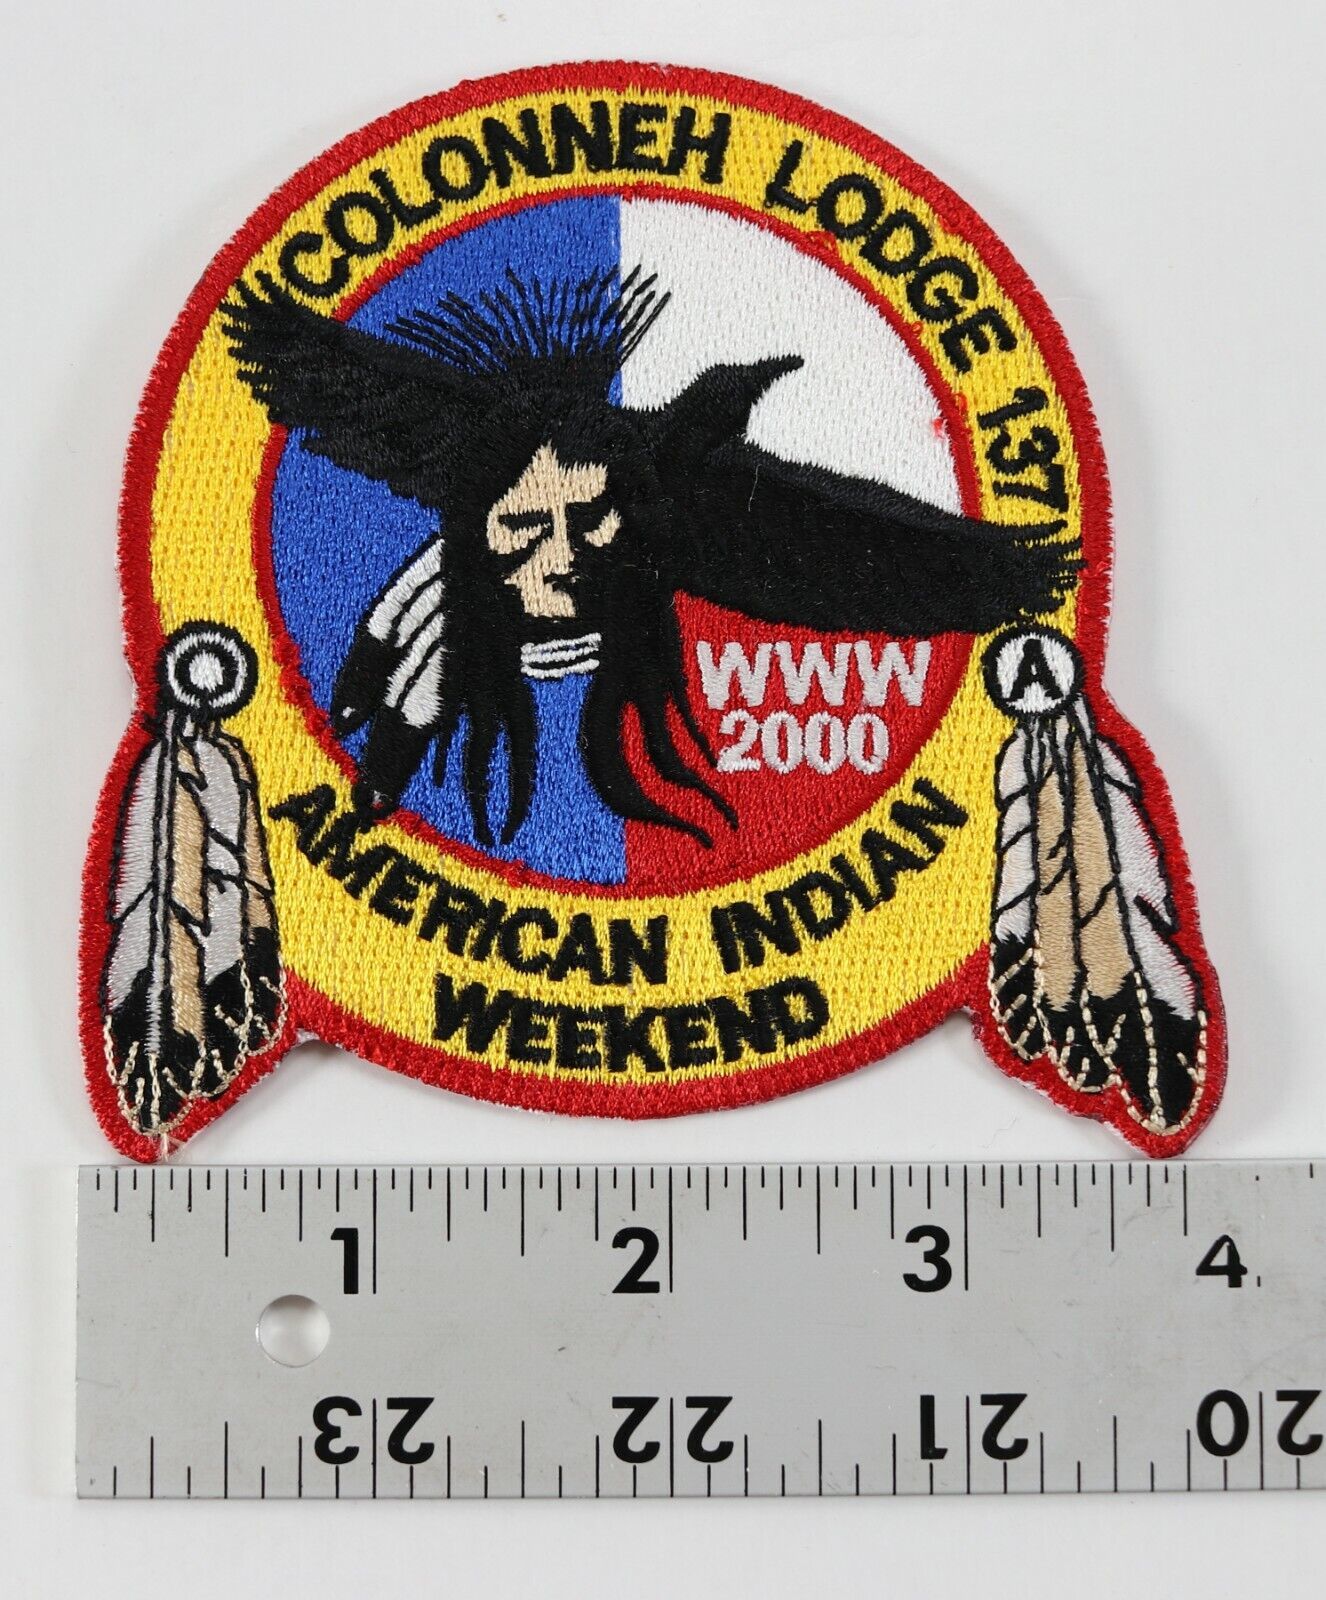 COLONNEH LODGE 137
WWW
2000
O A
AMERICAN INDIAN
WEEKEND
1 2 3 4
23 22 21 20